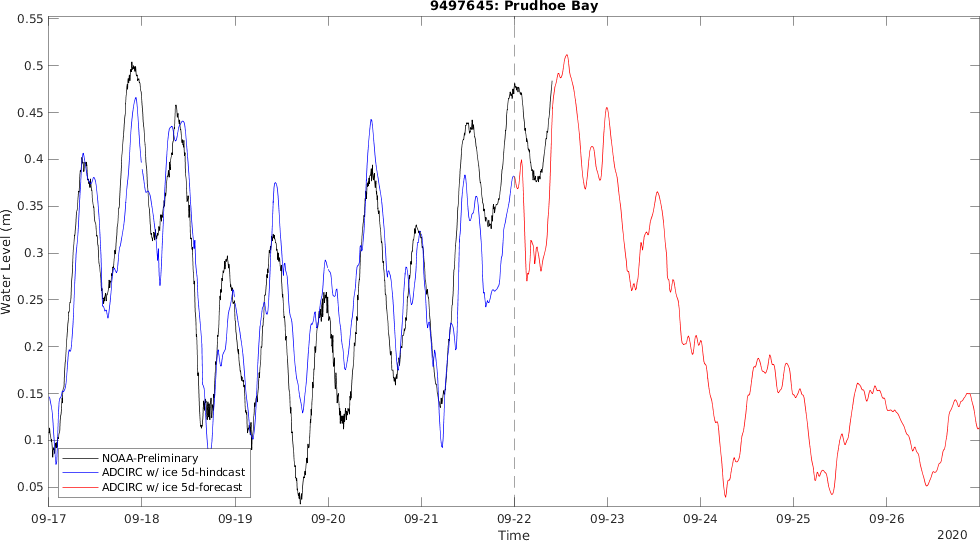 9497645: Prudhoe Bay
0.55
0.5
0.45
0.4
0.35
0.3
0.25
0.2
0.15
0.1
0.05
Water Level (m)
NOAA-Preliminary
ADCIRC w/ ice 5d-hindcast
ADCIRC w/ ice 5d-forecast
09-17 09-18 09-19 09-20 09-21 09-22 09-23 09-24 09-25 09-26
Time
2020